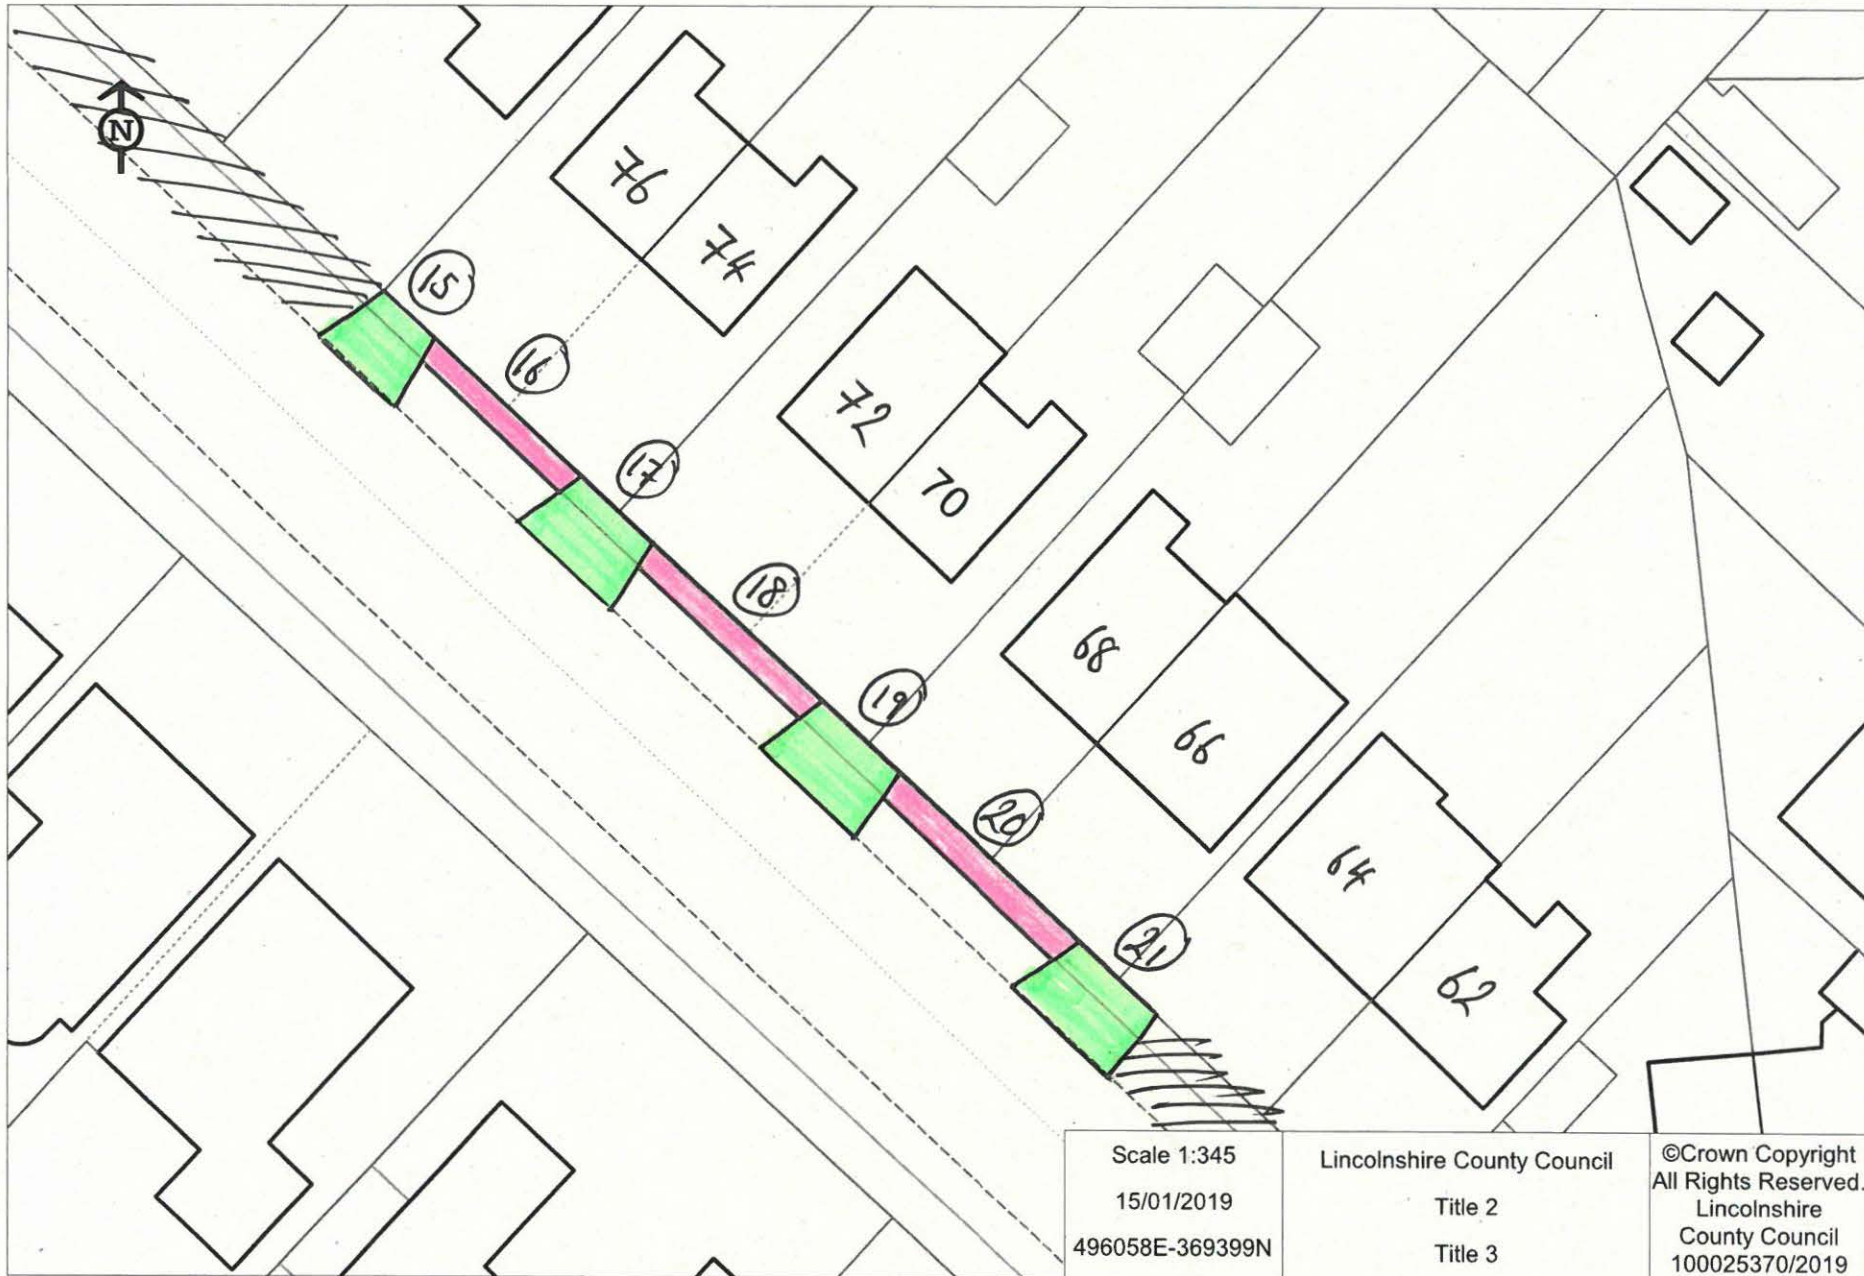 N
76
74
15
16
72
70
17
18
68
66
19
64
62
20
21
Scale 1:345
15/01/2019
496058E-369399N
Lincolnshire County Council
Title 2
Title 3
©Crown Copyright
All Rights Reserved.
Lincolnshire
County Council
100025370/2019